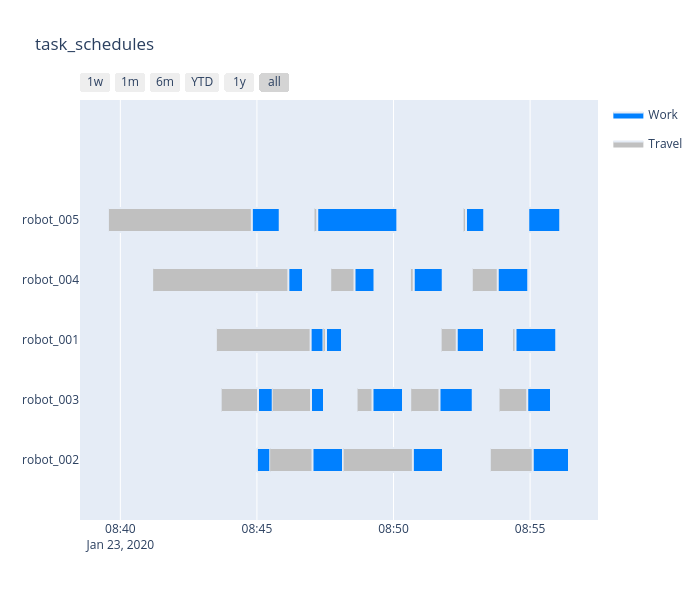 task_schedules
1w 1m 6m YTD 1y all
Work
Travel
robot_005
robot_004
robot_001
robot_003
robot_002
08:40 08:45 08:50 08:55
Jan 23, 2020